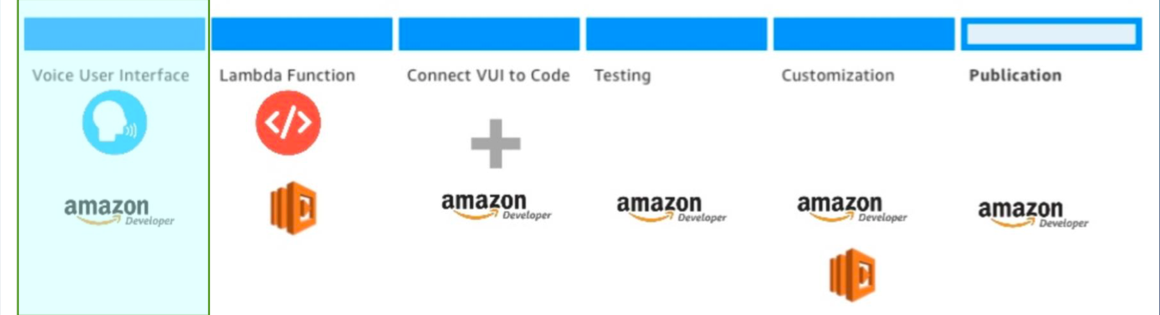 Voice User Interface
Lambda Function
Connect VUI to Code
Testing
Customization
Publication
</>
amazon
Developer
amazon
Developer
amazon
Developer
amazon
Developer
amazon
Developer